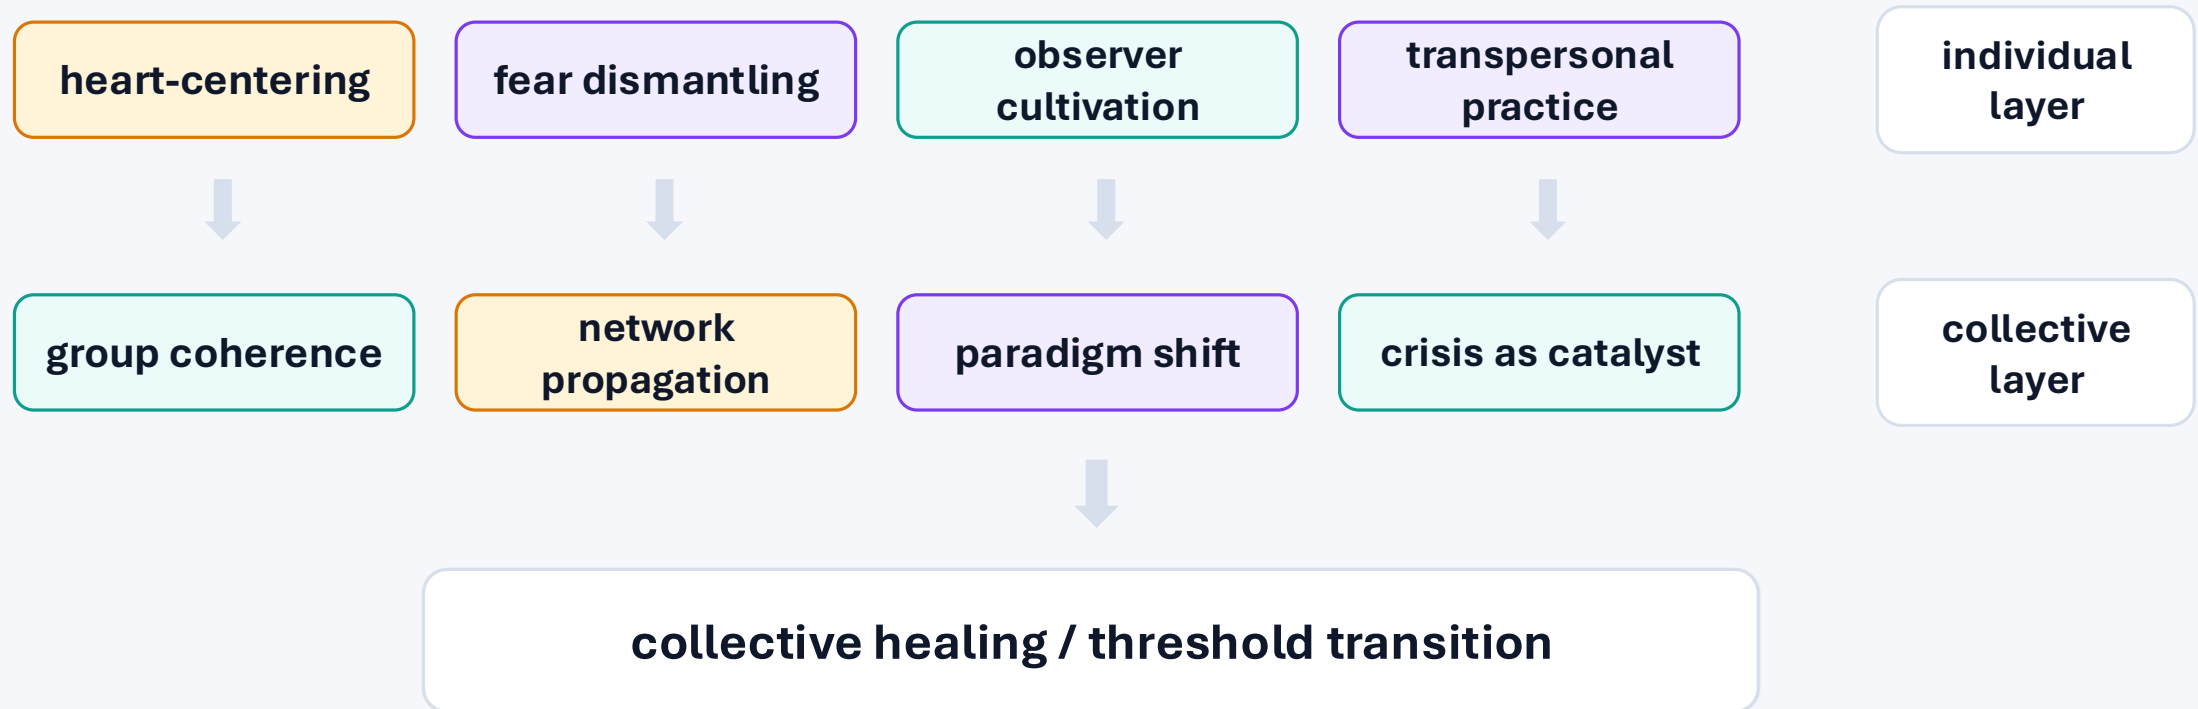 heart-centering
fear dismantling
observer
cultivation
transpersonal
practice
individual
layer
group coherence
network
propagation
paradigm shift
crisis as catalyst
collective
layer
collective healing / threshold transition